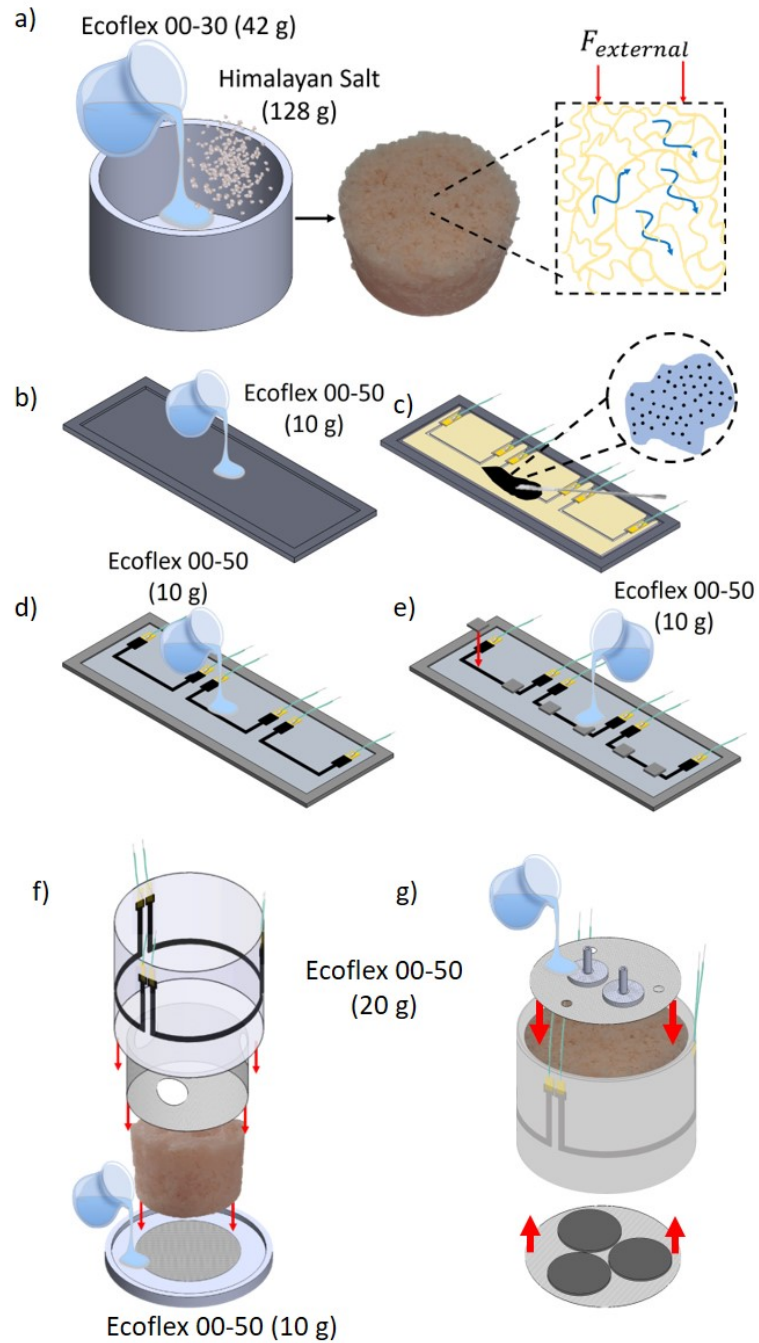 a)
Ecoflex 00-30 (42 g)
Himalayan Salt
(128 g)
F_external
b)
Ecoflex 00-50
(10 g)
c)
d)
Ecoflex 00-50
(10 g)
e)
Ecoflex 00-50
(10 g)
f)
g)
Ecoflex 00-50
(20 g)
Ecoflex 00-50 (10 g)